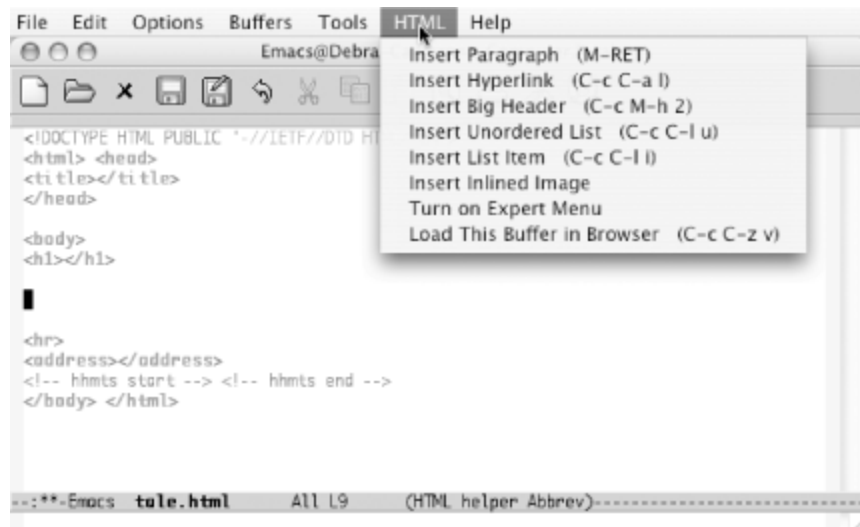 File Edit Options Buffers Tools HTML Help
Emacs@Debra
Insert Paragraph (M-RET)
Insert Hyperlink (C-c C-a l)
Insert Big Header (C-c M-h 2)
Insert Unordered List (C-c C-l u)
Insert List Item (C-c C-l i)
Insert Inlined Image
Turn on Expert Menu
Load This Buffer in Browser (C-c C-z v)
<!DOCTYPE HTML PUBLIC "-//IETF//DTD HT
<html> <head>
<title></title>
</head>
<body>
<h1></h1>
<hr>
<address></address>
<!-- hhmts start --> <!-- hhmts end -->
</body> </html>
--:**-Emacs tale.html All L9 (HTML helper Abbrev)---------------------------